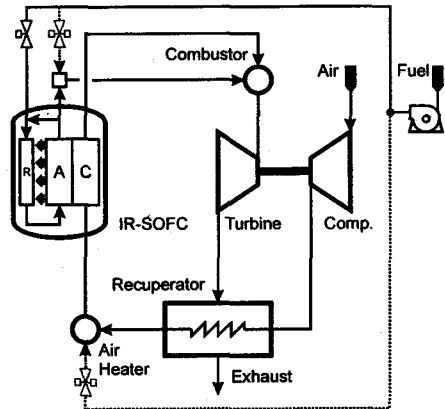 Combustor
Air
Fuel
R
A
C
IR-SOFC
Turbine
Comp.
Recuperator
Air
Heater
Exhaust